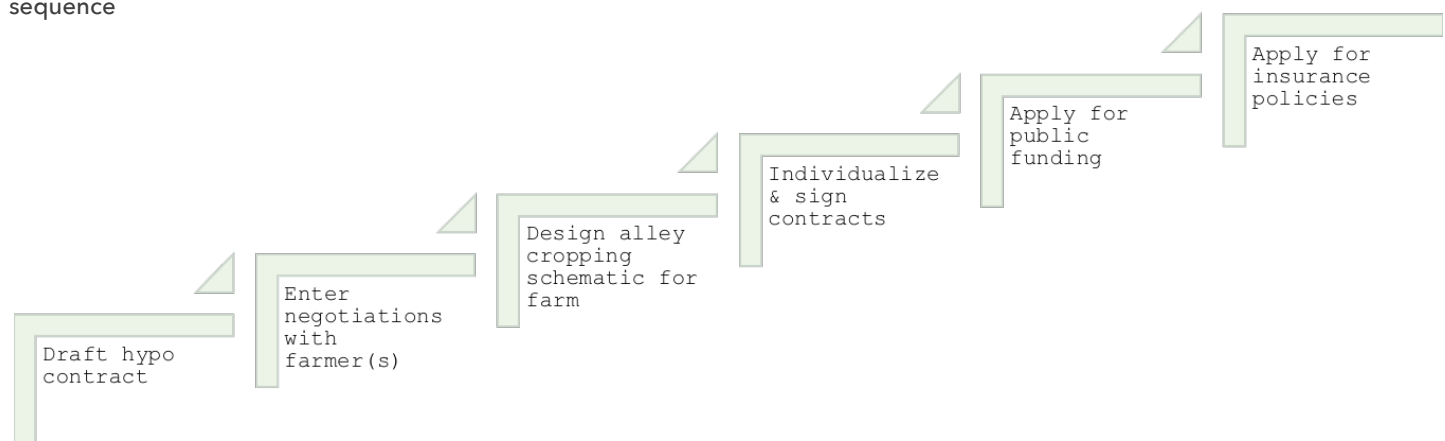 sequence
Draft hypo
contract
Enter
negotiations
with
farmer(s)
Design alley
cropping
schematic for
farm
Individualize
& sign
contracts
Apply for
public
funding
Apply for
insurance
policies